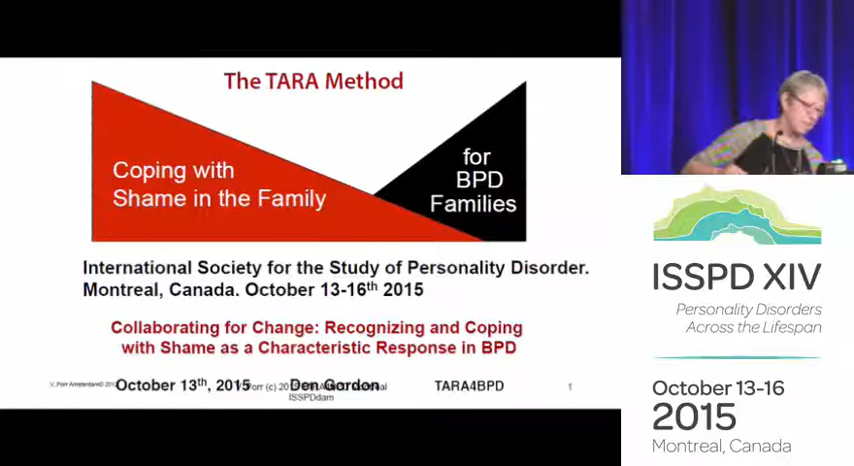 The TARA Method
Coping with
Shame in the Family
for
BPD
Families
International Society for the Study of Personality Disorder.
Montreal, Canada. October 13-16th 2015
Collaborating for Change: Recognizing and Coping
with Shame as a Characteristic Response in BPD
October 13th, 2015
Don Gordon
TARA4BPD
1
ISSPD XIV
Personality Disorders
Across the Lifespan
October 13-16
2015
Montreal, Canada